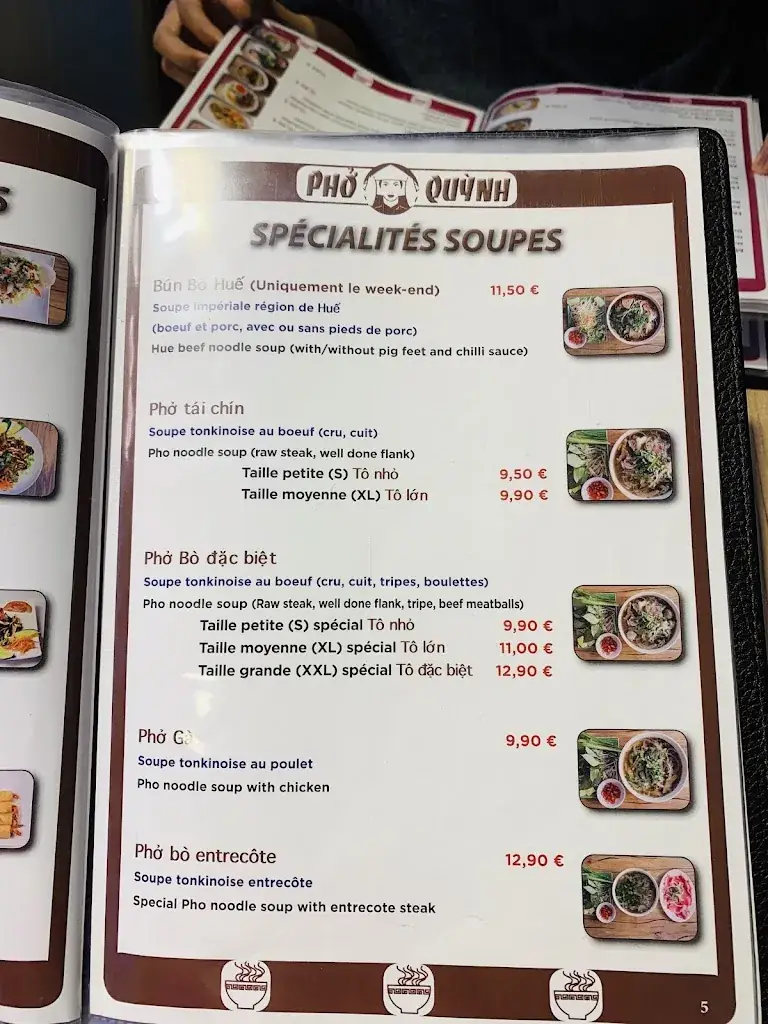 PHỞ QUỲNH
SPÉCIALITÉS SOUPES
Bún Bò Huế (Uniquement le week-end) 11,50 €
Soupe Impériale région de Huế
(boeuf et porc, avec ou sans pieds de porc)
Hue beef noodle soup (with/without pig feet and chilli sauce)
Phở tái chín
Soupe tonkinoise au boeuf (cru, cuit)
Pho noodle soup (raw steak, well done flank)
Taille petite (S) Tô nhỏ 9,50 €
Taille moyenne (XL) Tô lớn 9,90 €
Phở Bò đặc biệt
Soupe tonkinoise au boeuf (cru, cuit, tripes, boulettes)
Pho noodle soup (Raw steak, well done flank, tripe, beef meatballs)
Taille petite (S) spécial Tô nhỏ 9,90 €
Taille moyenne (XL) spécial Tô lớn 11,00 €
Taille grande (XXL) spécial Tô đặc biệt 12,90 €
Phở Gà 9,90 €
Soupe tonkinoise au poulet
Pho noodle soup with chicken
Phở bò entrecôte 12,90 €
Soupe tonkinoise entrecôte
Special Pho noodle soup with entrecote steak
5